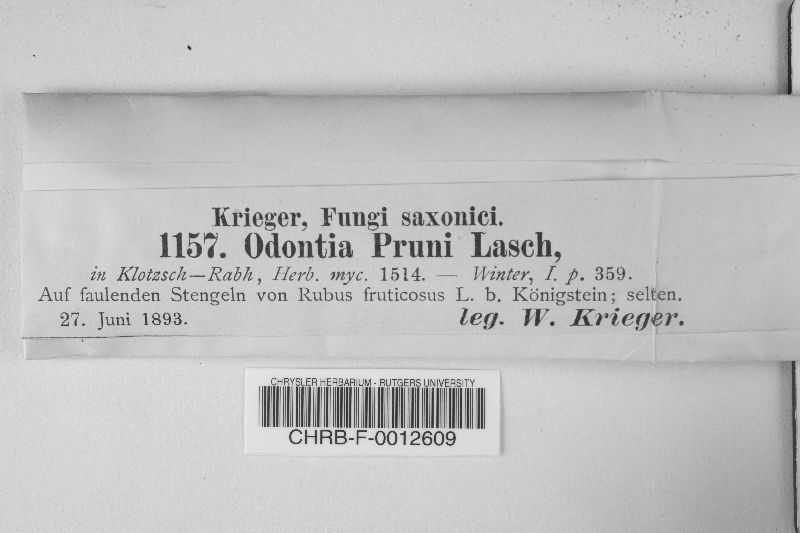 Krieger, Fungi saxonici.
1157. Odontia Pruni Lasch,
in Klotzsch—Rabh, Herb. myc. 1514. — Winter, I. p. 359.
Auf faulenden Stengeln von Rubus fruticosus L. b. Königstein; selten.
27. Juni 1893. leg. W. Krieger.
CHRYSLER HERBARIUM - RUTGERS UNIVERSITY
CHRB-F-0012609